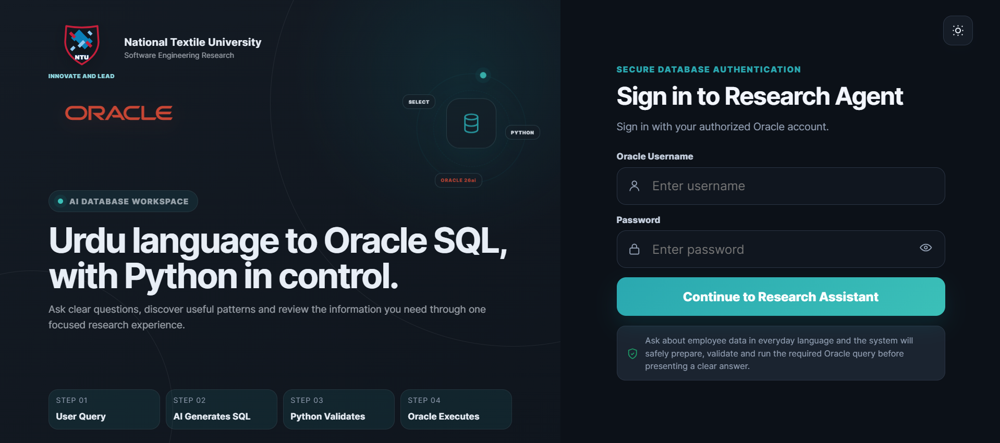 NTU
INNOVATE AND LEAD
National Textile University
Software Engineering Research
ORACLE
SELECT
PYTHON
ORACLE 26ai
AI DATABASE WORKSPACE
Urdu language to Oracle SQL,
with Python in control.
Ask clear questions, discover useful patterns and review the information you need through one
focused research experience.
STEP 01
User Query
STEP 02
AI Generates SQL
STEP 03
Python Validates
STEP 04
Oracle Executes
SECURE DATABASE AUTHENTICATION
Sign in to Research Agent
Sign in with your authorized Oracle account.
Oracle Username
Enter username
Password
Enter password
Continue to Research Assistant
Ask about employee data in everyday language and the system will
safely prepare, validate and run the required Oracle query before
presenting a clear answer.